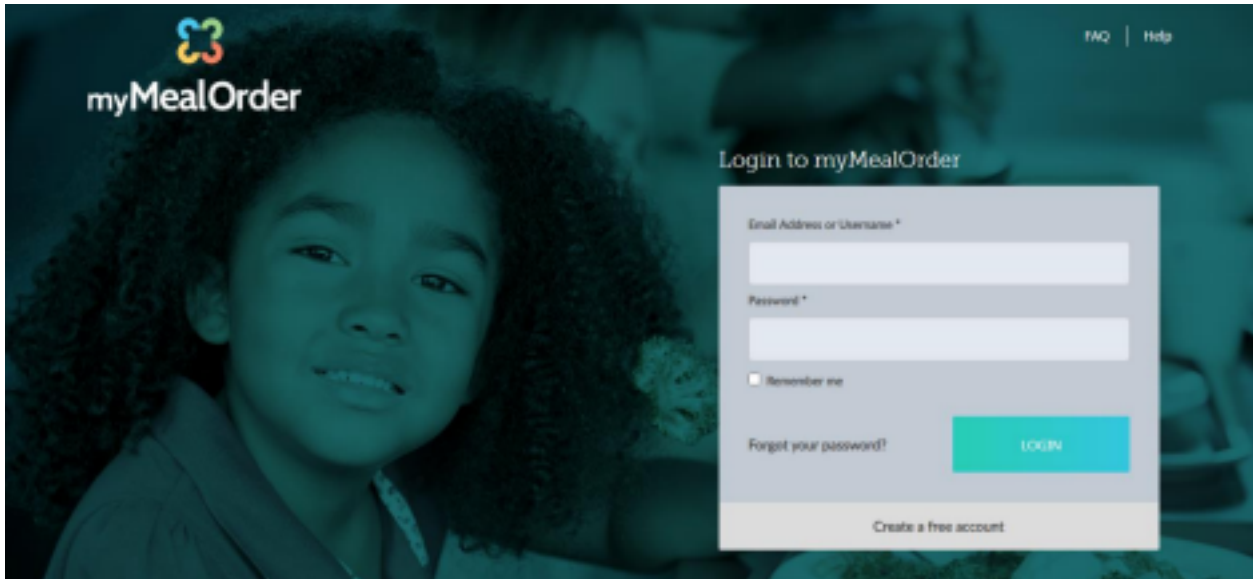 FAQ | Help
myMealOrder
Login to myMealOrder
Email Address or Username *
Password *
Remember me
Forgot your password?
LOGIN
Create a free account